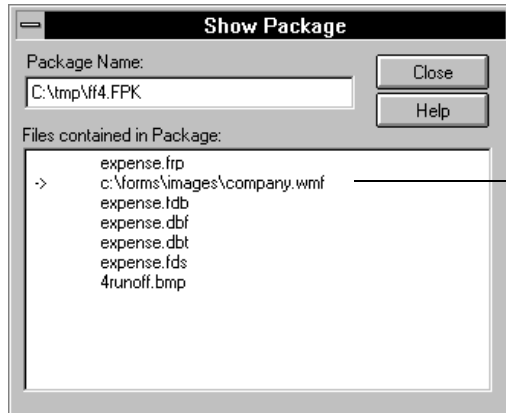 Show Package
Package Name:
Close
C:\tmp\ff4.FPK
Help
Files contained in Package:
expense.frp
-> c:\forms\images\company.wmf
expense.tdb
expense.dbf
expense.dbt
expense.fds
4runoff.bmp